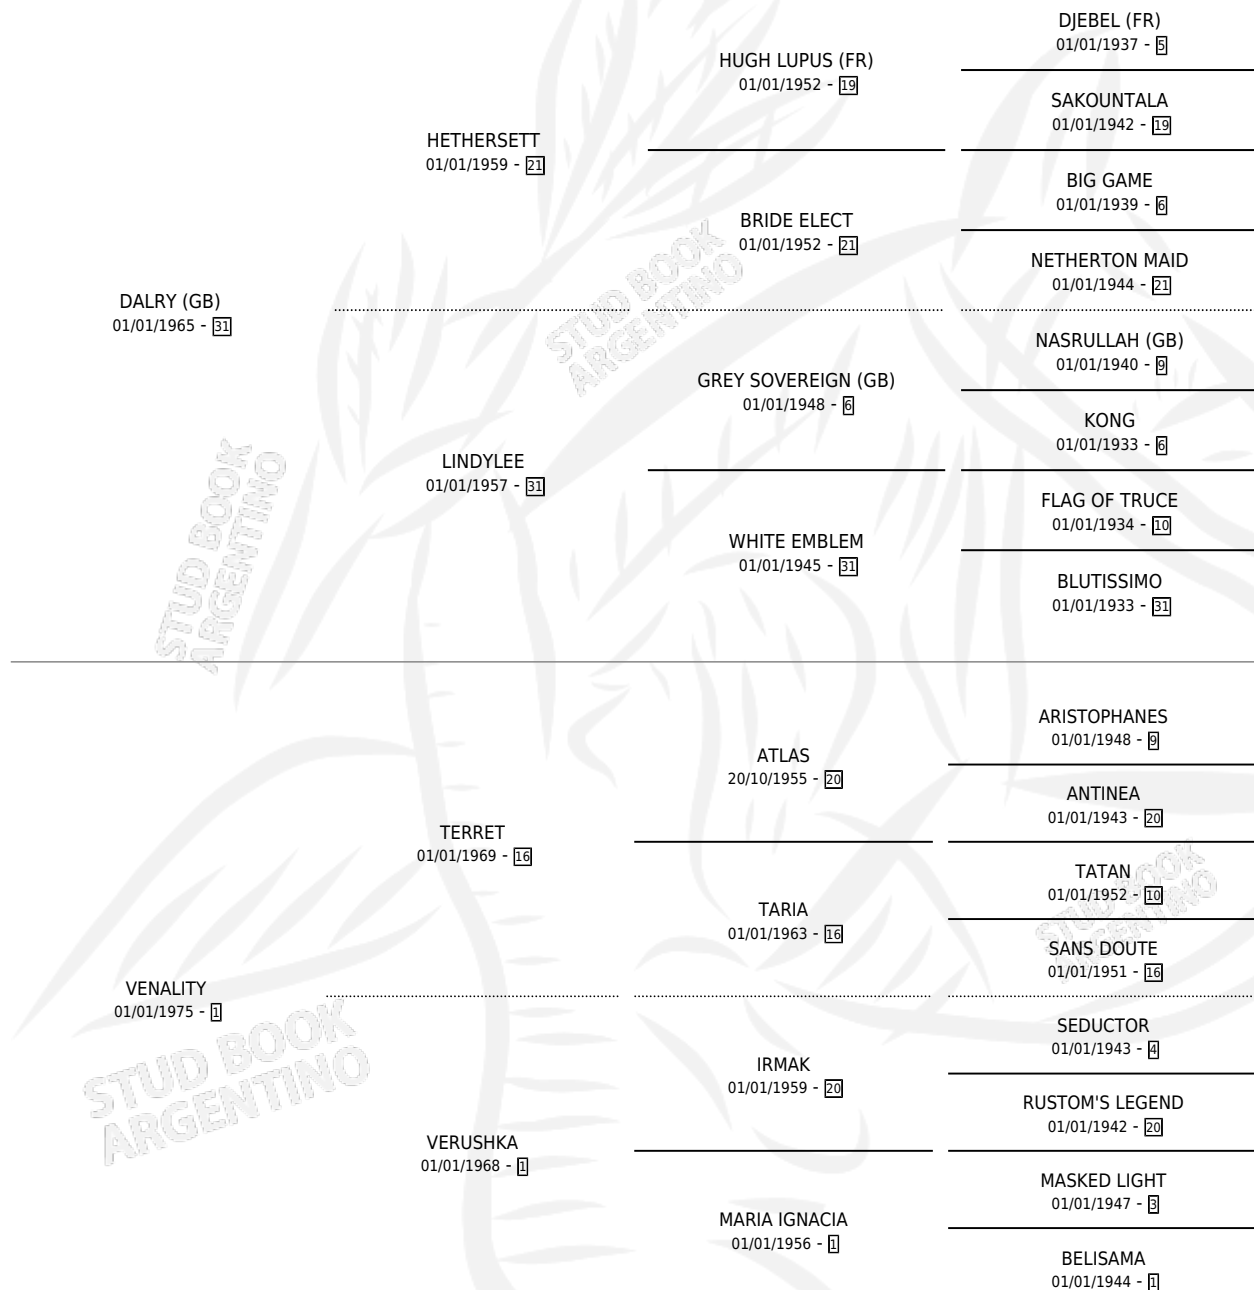 DJEBEL (FR)
01/01/1937 - 5
HUGH LUPUS (FR)
01/01/1952 - 19
SAKOUNTALA
01/01/1942 - 19
HETHERSETT
01/01/1959 - 21
BIG GAME
01/01/1939 - 6
BRIDE ELECT
01/01/1952 - 21
NETHERTON MAID
01/01/1944 - 21
DALRY (GB)
01/01/1965 - 31
NASRULLAH (GB)
01/01/1940 - 9
GREY SOVEREIGN (GB)
01/01/1948 - 6
KONG
01/01/1933 - 6
LINDYLEE
01/01/1957 - 31
FLAG OF TRUCE
01/01/1934 - 10
WHITE EMBLEM
01/01/1945 - 31
BLUTISSIMO
01/01/1933 - 31
ARISTOPHANES
01/01/1948 - 9
ATLAS
20/10/1955 - 20
ANTINEA
01/01/1943 - 20
TERRET
01/01/1969 - 16
TATAN
01/01/1952 - 10
TARIA
01/01/1963 - 16
SANS DOUTE
01/01/1951 - 16
VENALITY
01/01/1975 - 1
SEDUCTOR
01/01/1943 - 4
IRMAK
01/01/1959 - 20
RUSTOM'S LEGEND
01/01/1942 - 20
VERUSHKA
01/01/1968 - 1
MASKED LIGHT
01/01/1947 - 3
MARIA IGNACIA
01/01/1956 - 1
BELISAMA
01/01/1944 - 1
STUD BOOK
ARGENTINO
STUD BOOK
ARGENTINO
STUD BOOK
ARGENTINO
STUD BOOK
ARGENTINO